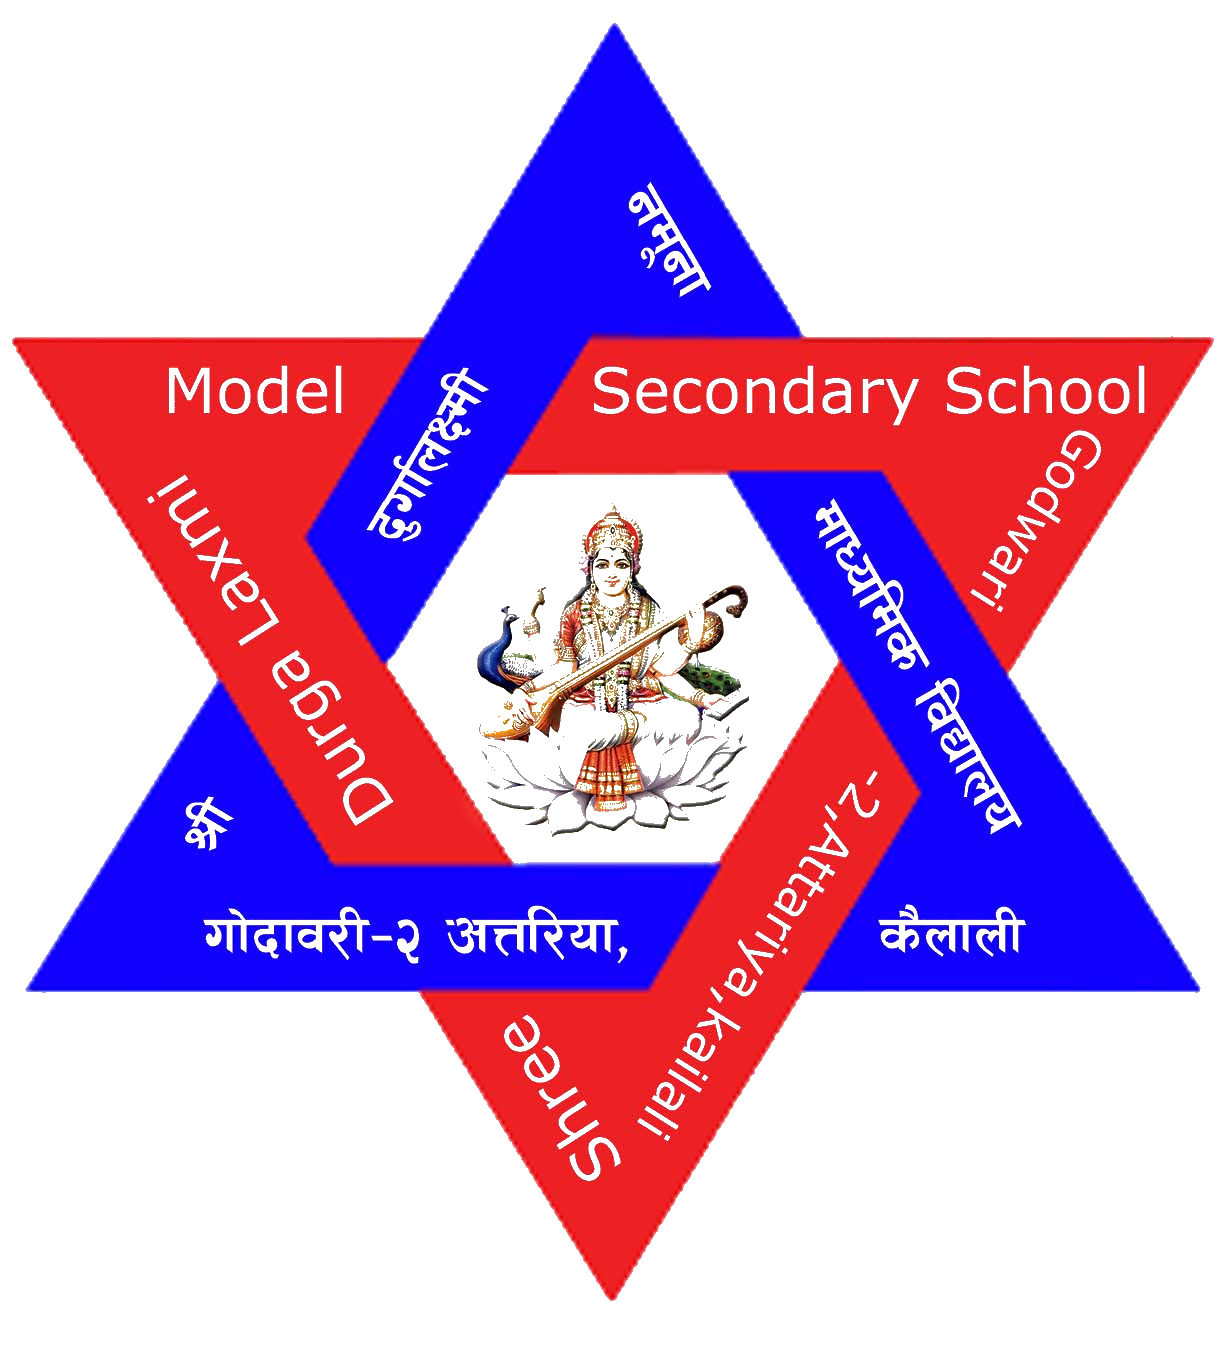 श्री
दुर्गालक्ष्मी
नमूना
माध्यमिक विद्यालय
गोदावरी-२ अत्तरिया,
कैलाली
Shree
Durga Laxmi
Model
Secondary School
Godwari
-2,Attariya,kailali